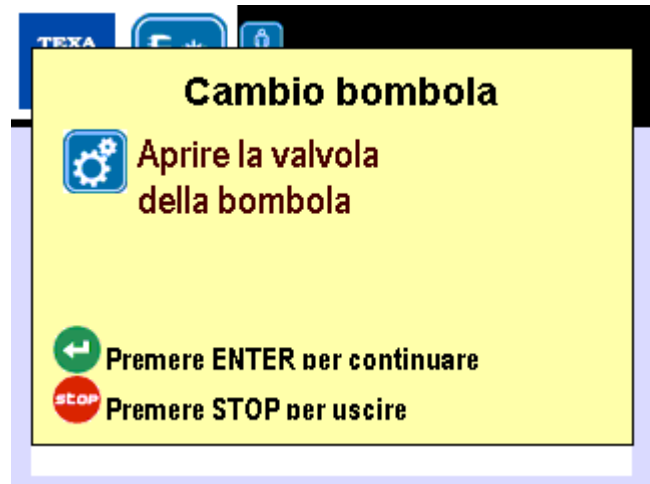 TEXA
Cambio bombola
Aprire la valvola
della bombola
Premere ENTER per continuare
stop Premere STOP per uscire